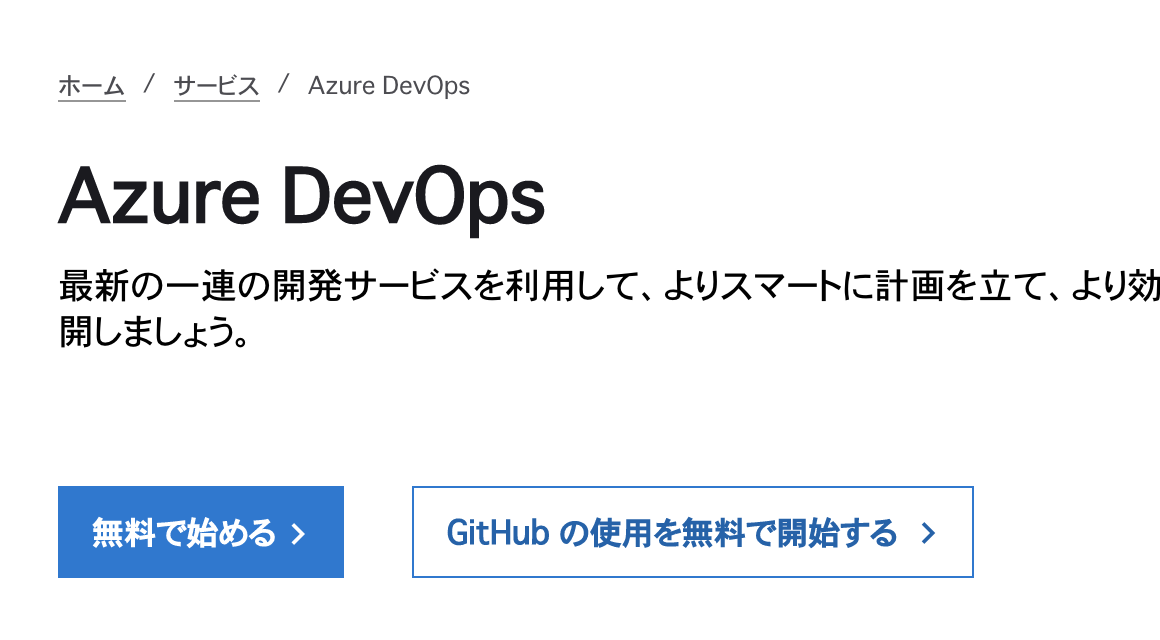 ホーム / サービス / Azure DevOps
Azure DevOps
最新の一連の開発サービスを利用して、よりスマートに計画を立て、より効
開しましょう。
無料で始める >
GitHub の使用を無料で開始する >